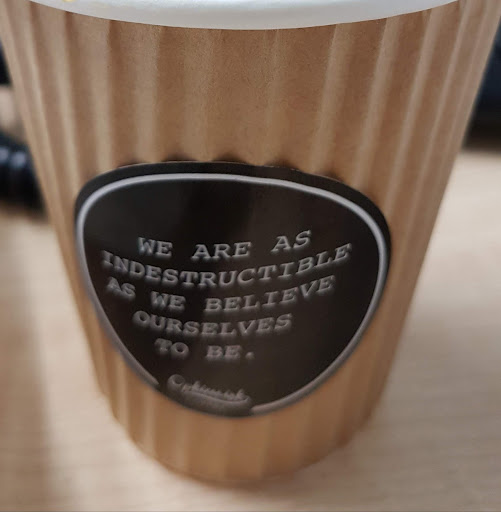 WE ARE AS
INDESTRUCTIBLE
AS WE BELIEVE
OURSELVES
TO BE.